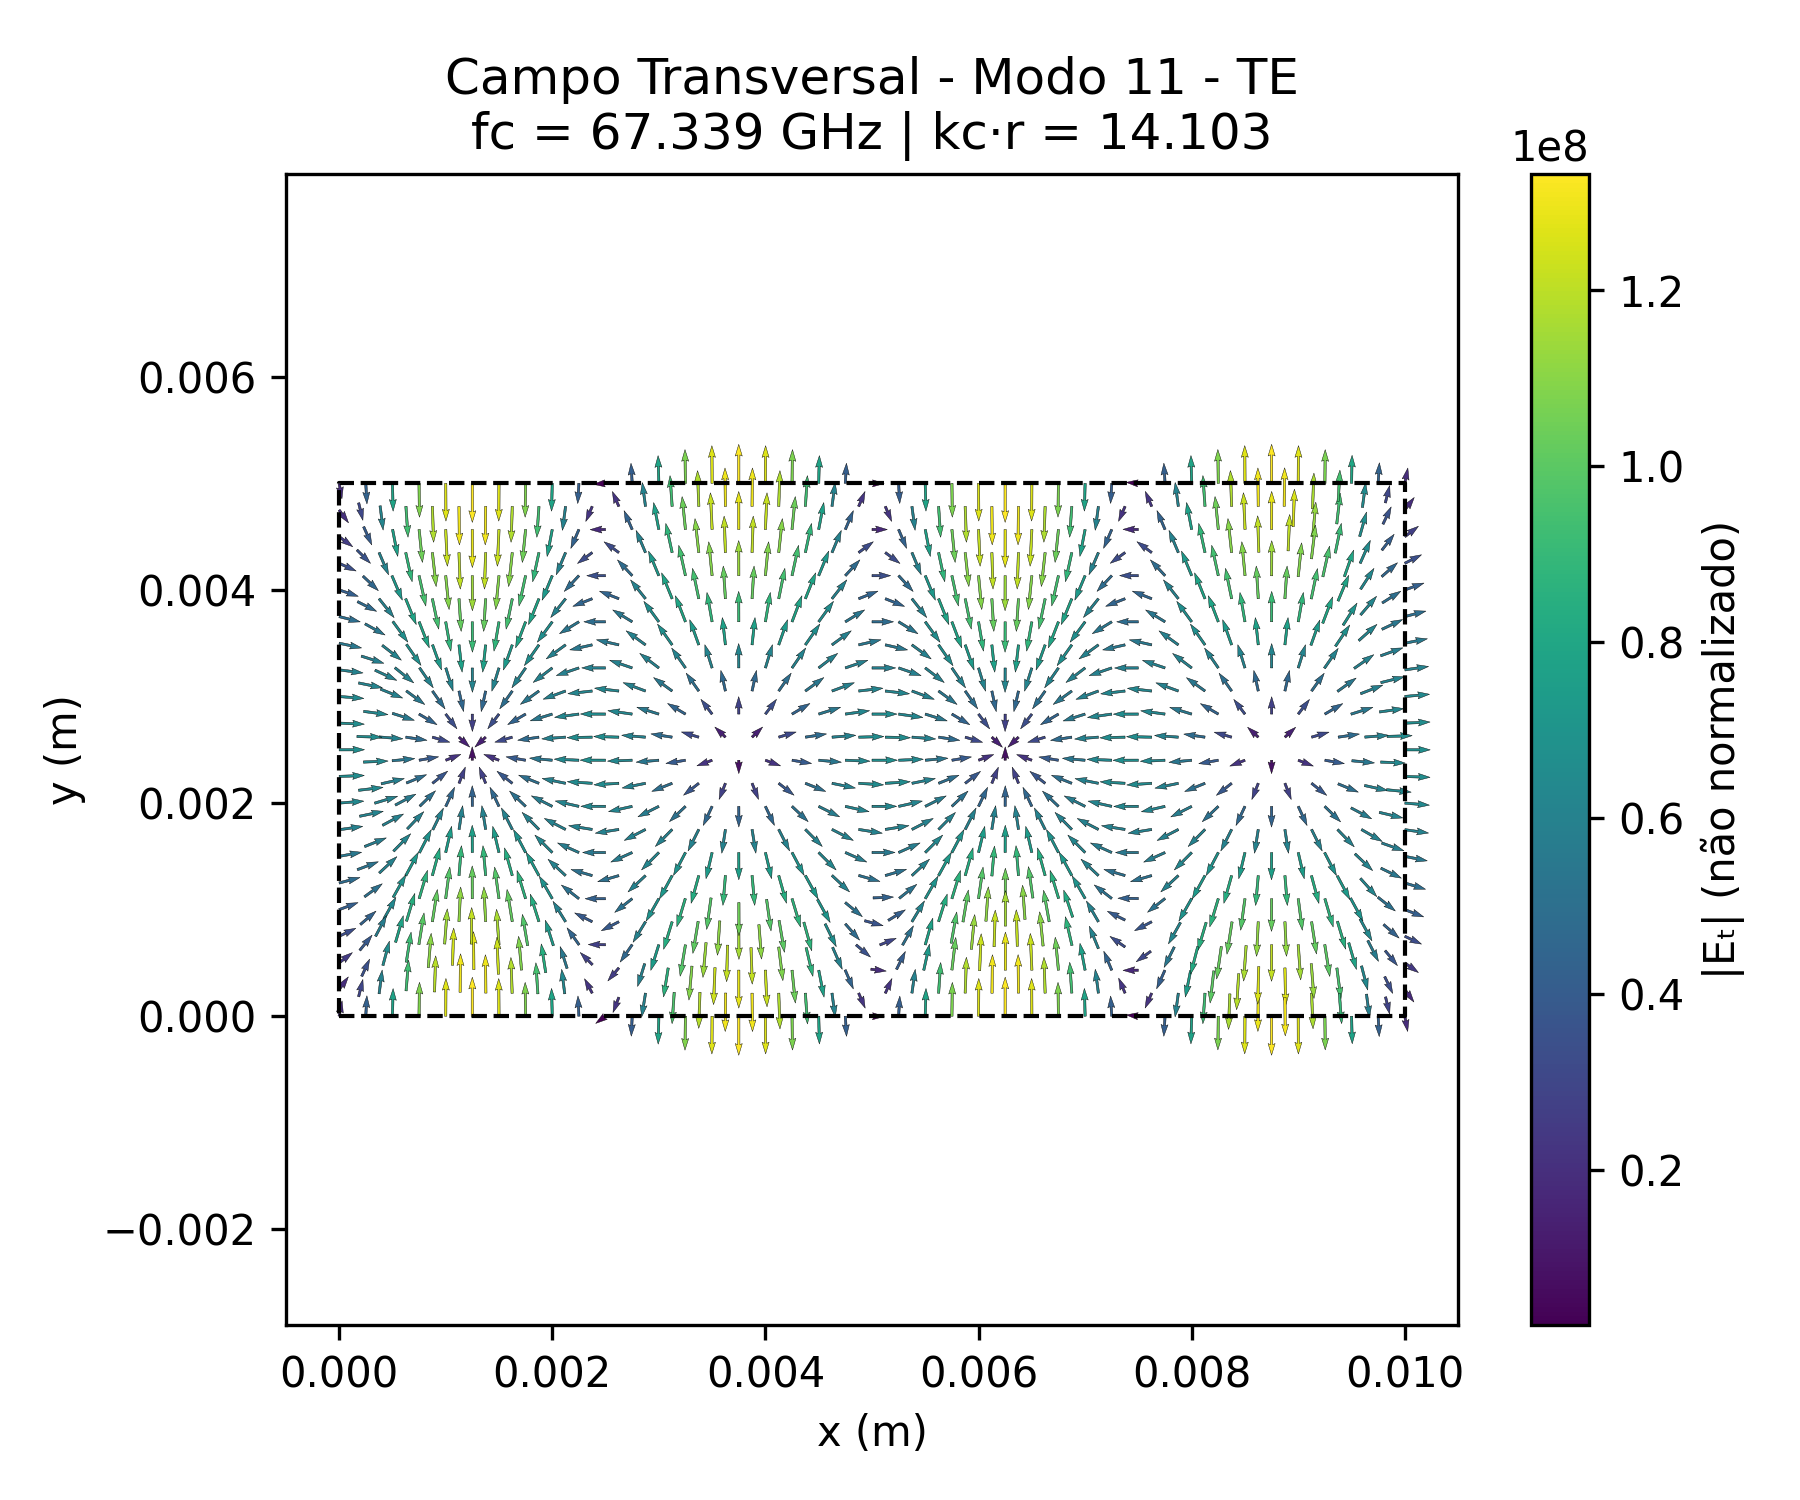 Campo Transversal - Modo 11 - TE
fc = 67.339 GHz | kc·r = 14.103
1e8
1.2
1.0
0.8
0.6
0.4
0.2
|Eₜ| (não normalizado)
0.006
0.004
0.002
0.000
−0.002
y (m)
0.000 0.002 0.004 0.006 0.008 0.010
x (m)